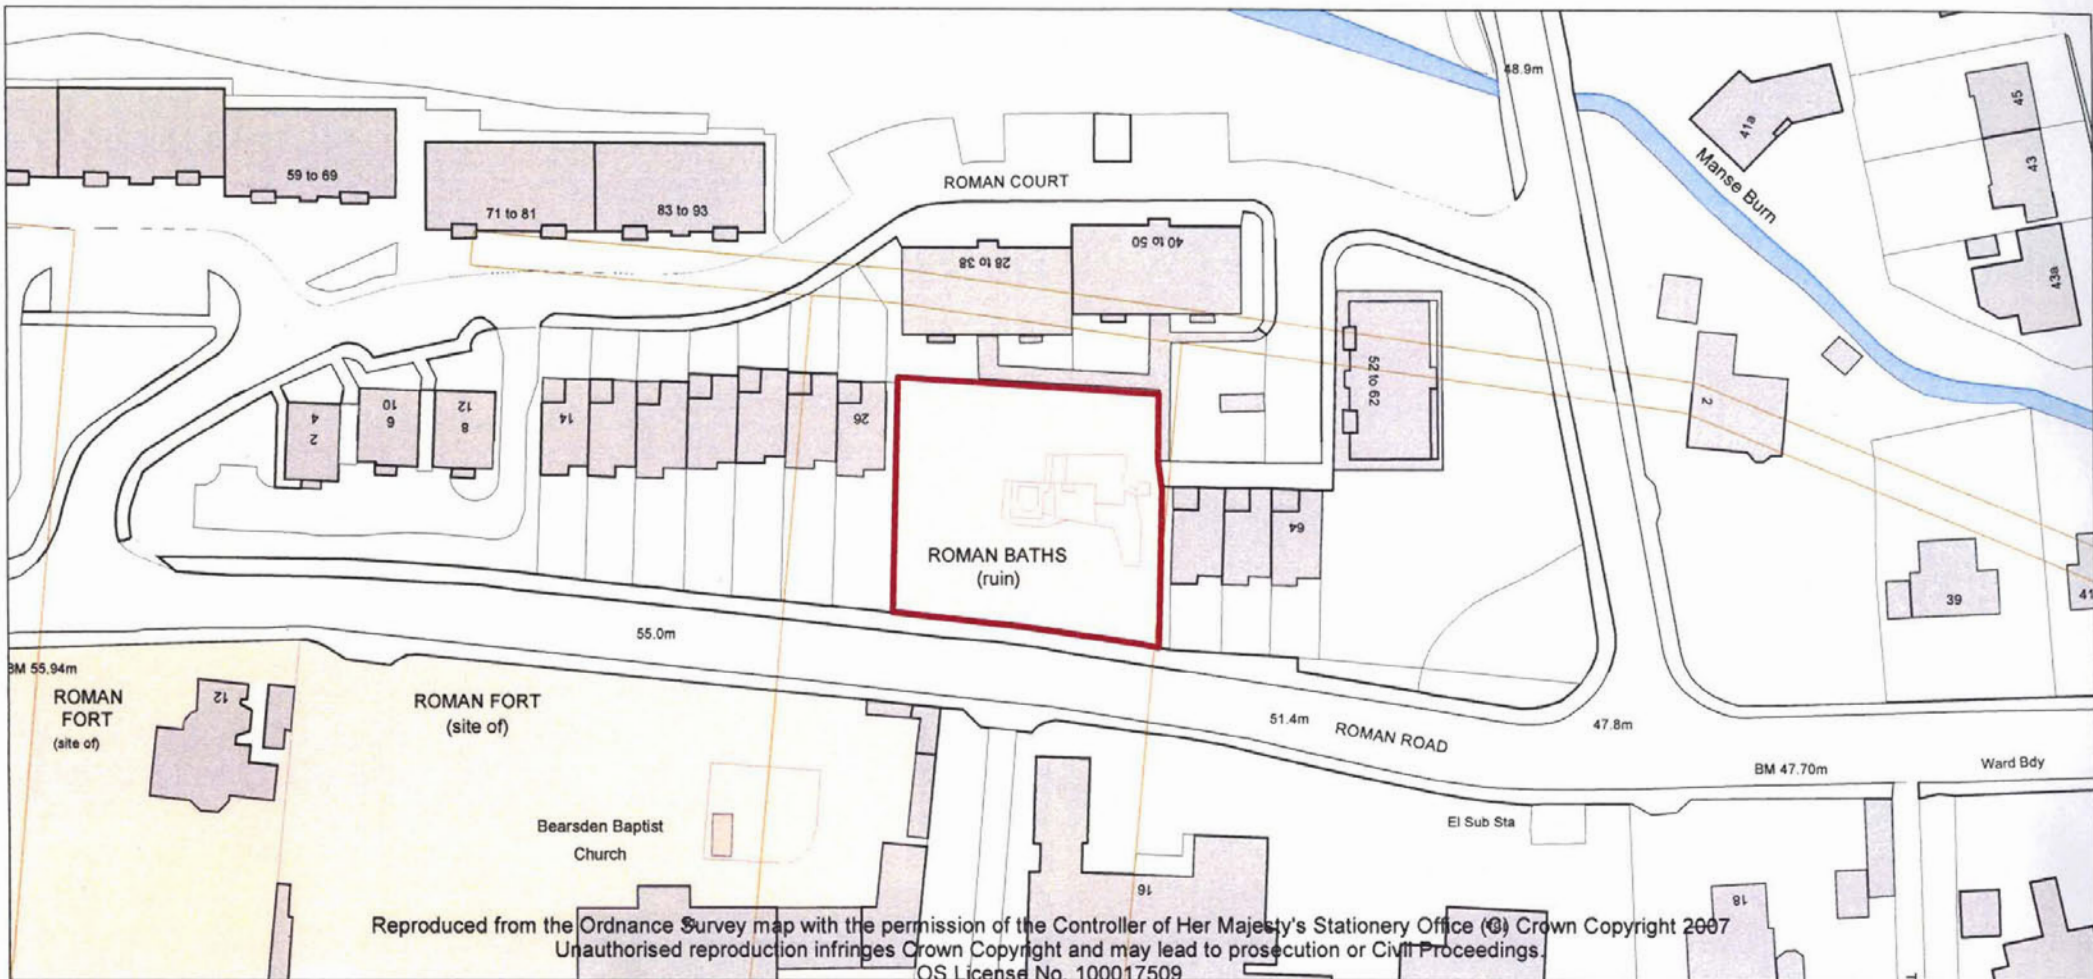 48.9m
45
41a
43
Manse Burn
43a
59 to 69
71 to 81
83 to 93
ROMAN COURT
28 to 38
40 to 50
52 to 62
2
2
4
6
10
8
12
14
26
64
ROMAN BATHS
(ruin)
39
41
55.0m
BM 55.94m
ROMAN
FORT
(site of)
12
ROMAN FORT
(site of)
51.4m
ROMAN ROAD
47.8m
BM 47.70m
Ward Bdy
Bearsden Baptist
Church
El Sub Sta
16
18
Reproduced from the Ordnance Survey map with the permission of the Controller of Her Majesty's Stationery Office (C) Crown Copyright 2007
Unauthorised reproduction infringes Crown Copyright and may lead to prosecution or Civil Proceedings.
OS License No. 100017509